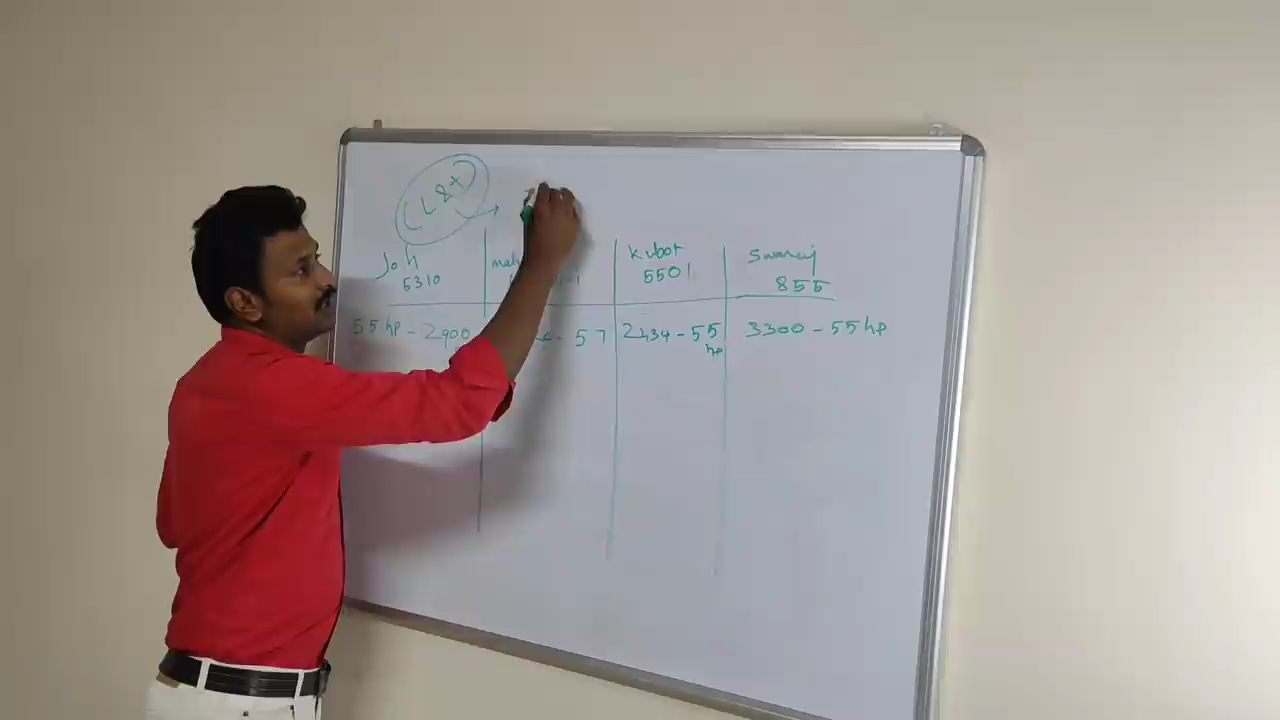 Joh
5310
Kubot
5501
Swaraj
855
55 hp - 2900
- 57
2434 - 55
hp
3300 - 55 hp